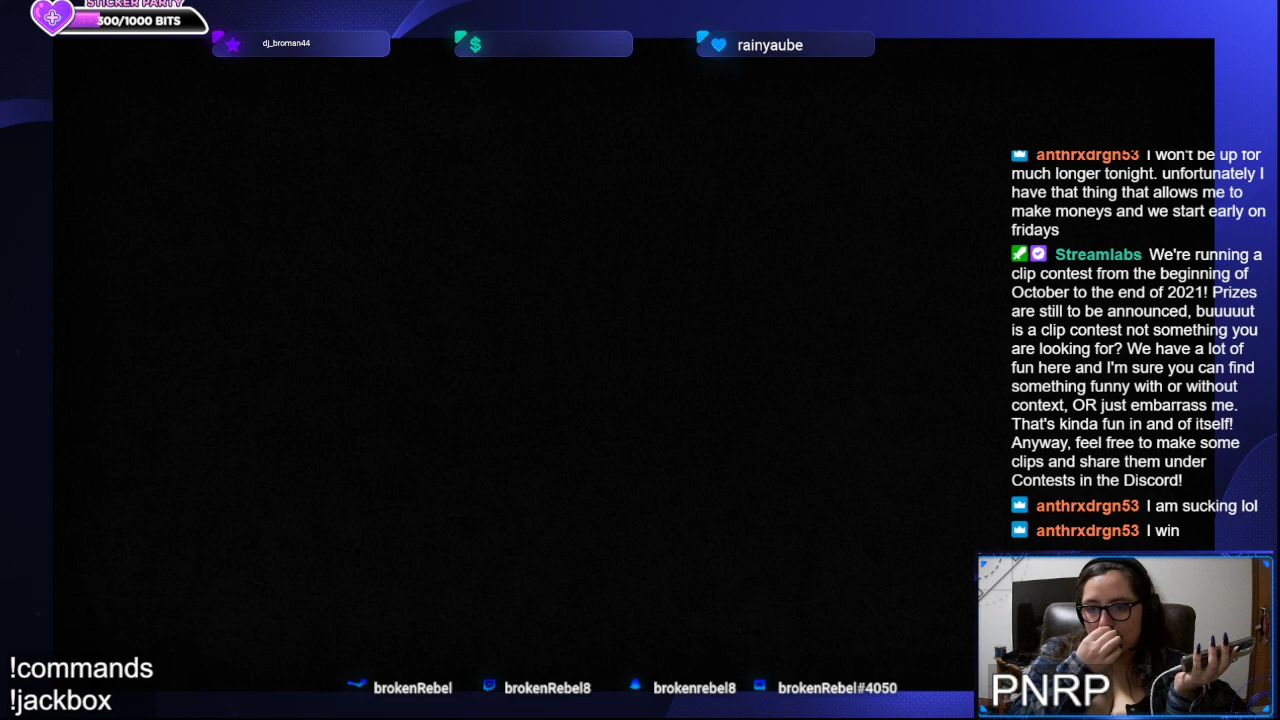 STICKER PARTY
300/1000 BITS
dj_broman44
$
rainyaube
anthrxdrgn53 I won't be up for
much longer tonight. unfortunately I
have that thing that allows me to
make moneys and we start early on
fridays
Streamlabs We're running a
clip contest from the beginning of
October to the end of 2021! Prizes
are still to be announced, buuuuut
is a clip contest not something you
are looking for? We have a lot of
fun here and I'm sure you can find
something funny with or without
context, OR just embarrass me.
That's kinda fun in and of itself!
Anyway, feel free to make some
clips and share them under
Contests in the Discord!
anthrxdrgn53 I am sucking lol
anthrxdrgn53 I win
!commands
!jackbox
brokenRebel
brokenRebel8
brokenrebel8
brokenRebel#4050
PNRP